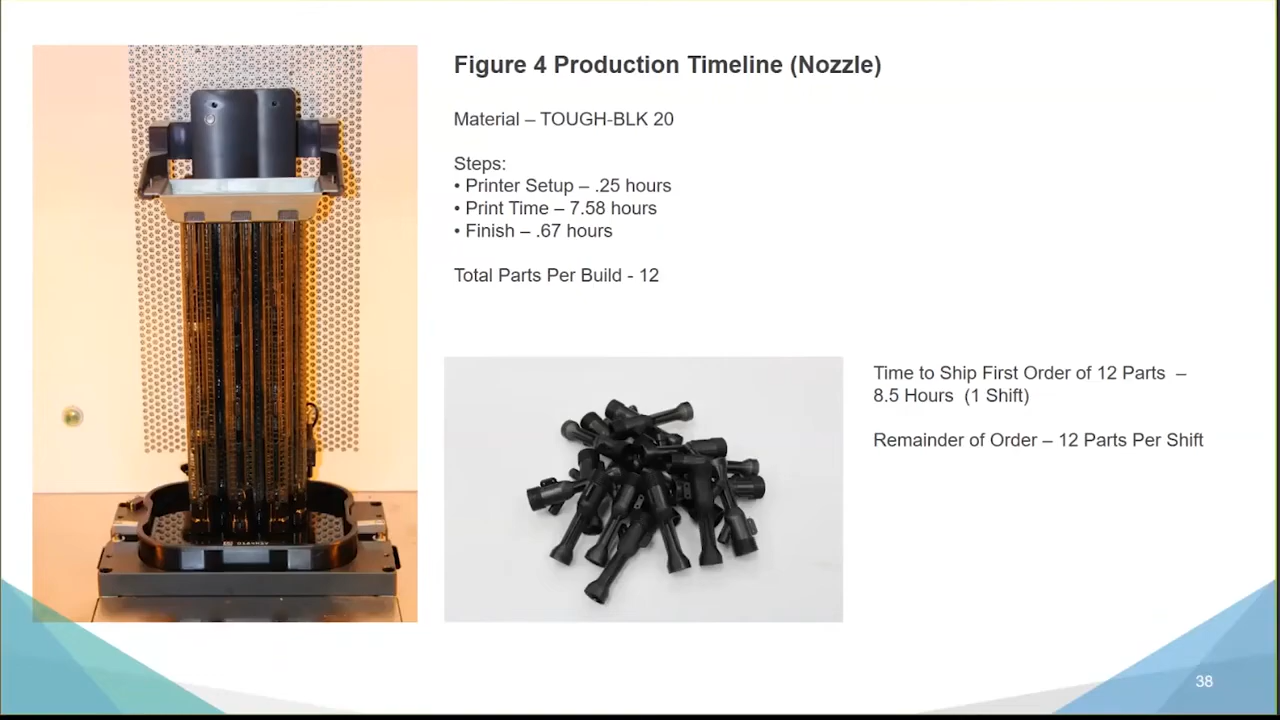 Figure 4 Production Timeline (Nozzle)
Material – TOUGH-BLK 20
Steps:
• Printer Setup – .25 hours
• Print Time – 7.58 hours
• Finish – .67 hours
Total Parts Per Build - 12
Time to Ship First Order of 12 Parts –
8.5 Hours (1 Shift)
Remainder of Order – 12 Parts Per Shift
38